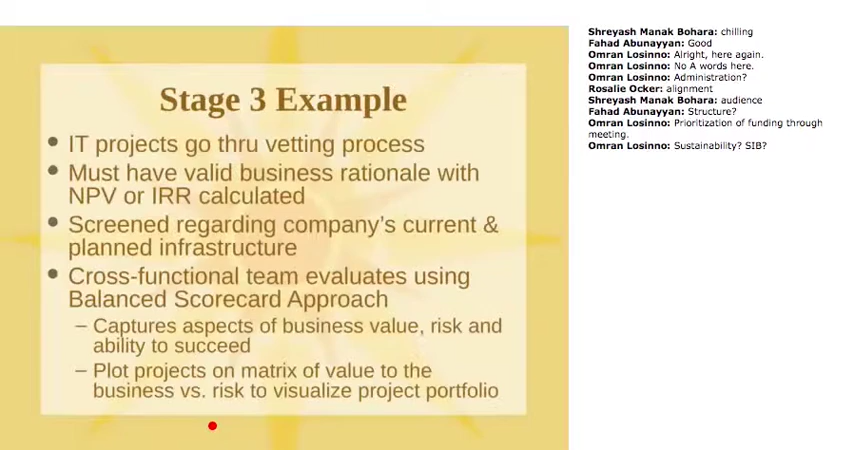 Stage 3 Example
• IT projects go thru vetting process
• Must have valid business rationale with
NPV or IRR calculated
• Screened regarding company's current &
planned infrastructure
• Cross-functional team evaluates using
Balanced Scorecard Approach
– Captures aspects of business value, risk and
ability to succeed
– Plot projects on matrix of value to the
business vs. risk to visualize project portfolio
Shreyash Manak Bohara: chilling
Fahad Abunayyan: Good
Omran Losinno: Alright, here again.
Omran Losinno: No A words here.
Omran Losinno: Administration?
Rosalie Ocker: alignment
Shreyash Manak Bohara: audience
Fahad Abunayyan: Structure?
Omran Losinno: Prioritization of funding through
meeting.
Omran Losinno: Sustainability? SIB?